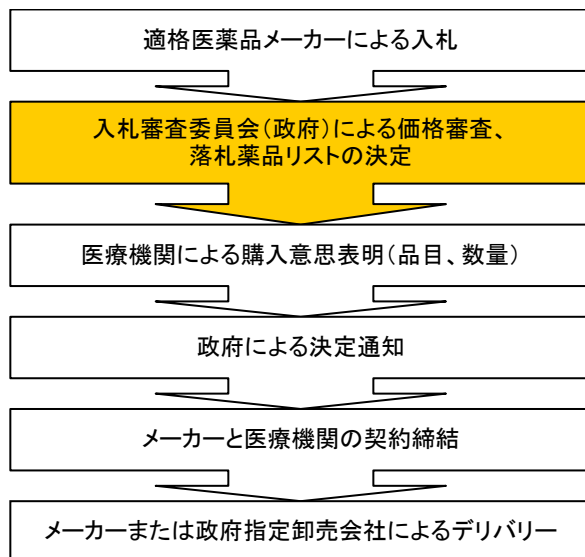 適格医薬品メーカーによる入札
入札審査委員会(政府)による価格審査、
落札薬品リストの決定
医療機関による購入意思表明(品目、数量)
政府による決定通知
メーカーと医療機関の契約締結
メーカーまたは政府指定卸売会社によるデリバリー